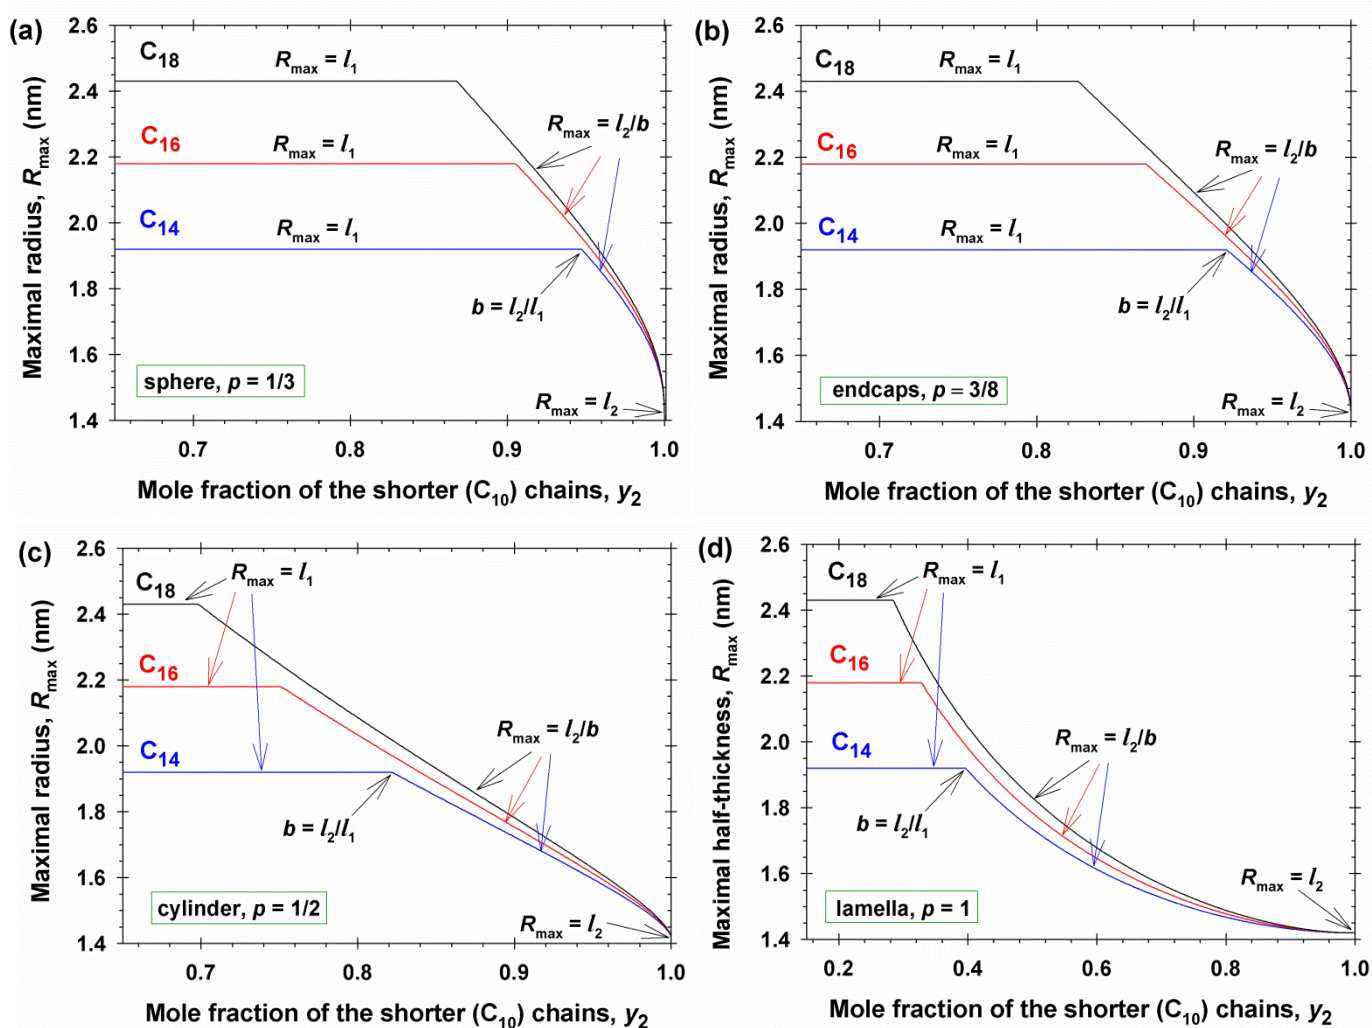 (a)
Maximal radius, Rmax (nm)
2.6
2.4
2.2
2.0
1.8
1.6
1.4
C18
Rmax = l1
C16
Rmax = l1
C14
Rmax = l1
Rmax = l2/b
b = l2/l1
sphere, p = 1/3
Rmax = l2
0.7
0.8
0.9
1.0
Mole fraction of the shorter (C10) chains, y2
(b)
Maximal radius, Rmax (nm)
2.6
2.4
2.2
2.0
1.8
1.6
1.4
C18
Rmax = l1
C16
Rmax = l1
C14
Rmax = l1
Rmax = l2/b
b = l2/l1
endcaps, p = 3/8
Rmax = l2
0.7
0.8
0.9
1.0
Mole fraction of the shorter (C10) chains, y2
(c)
Maximal radius, Rmax (nm)
2.6
2.4
2.2
2.0
1.8
1.6
1.4
C18
Rmax = l1
C16
C14
Rmax = l2/b
b = l2/l1
cylinder, p = 1/2
Rmax = l2
0.7
0.8
0.9
1.0
Mole fraction of the shorter (C10) chains, y2
(d)
Maximal half-thickness, Rmax (nm)
2.6
2.4
2.2
2.0
1.8
1.6
1.4
C18
Rmax = l1
C16
C14
Rmax = l2/b
b = l2/l1
lamella, p = 1
Rmax = l2
0.2
0.4
0.6
0.8
1.0
Mole fraction of the shorter (C10) chains, y2